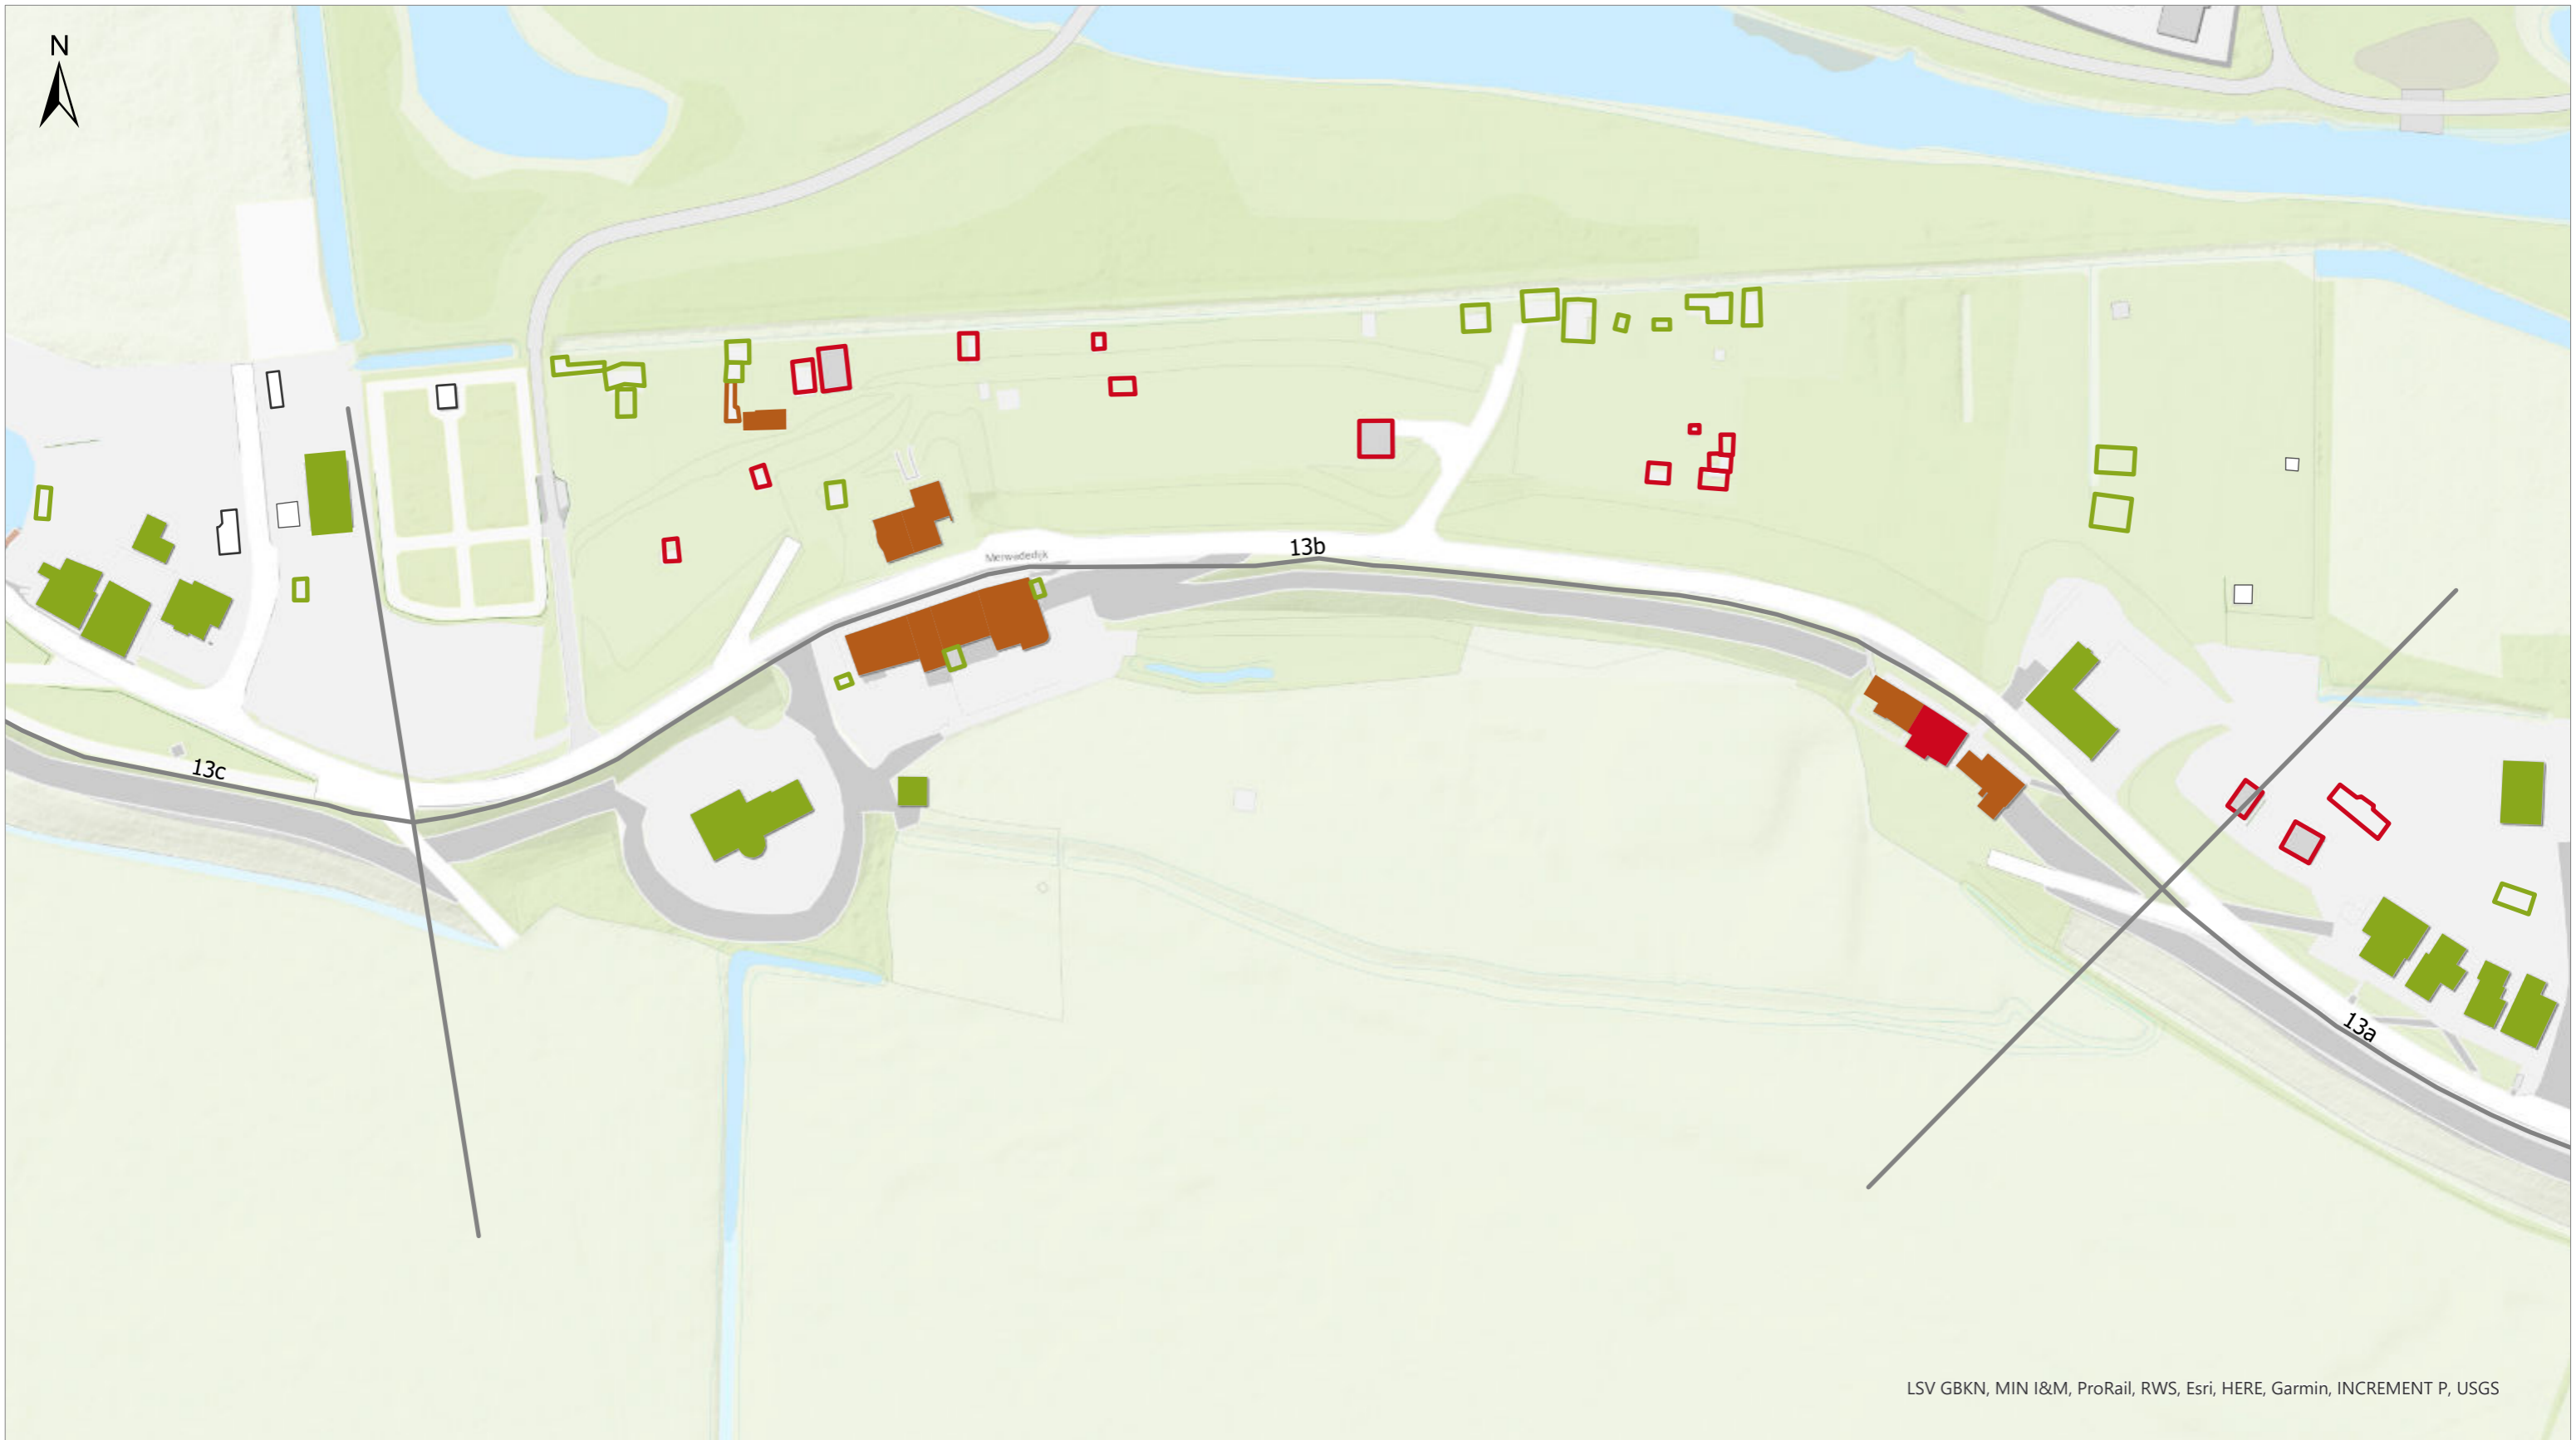 N
13b
Merwededijk
13c
13a
LSV GBKN, MIN I&M, ProRail, RWS, Esri, HERE, Garmin, INCREMENT P, USGS